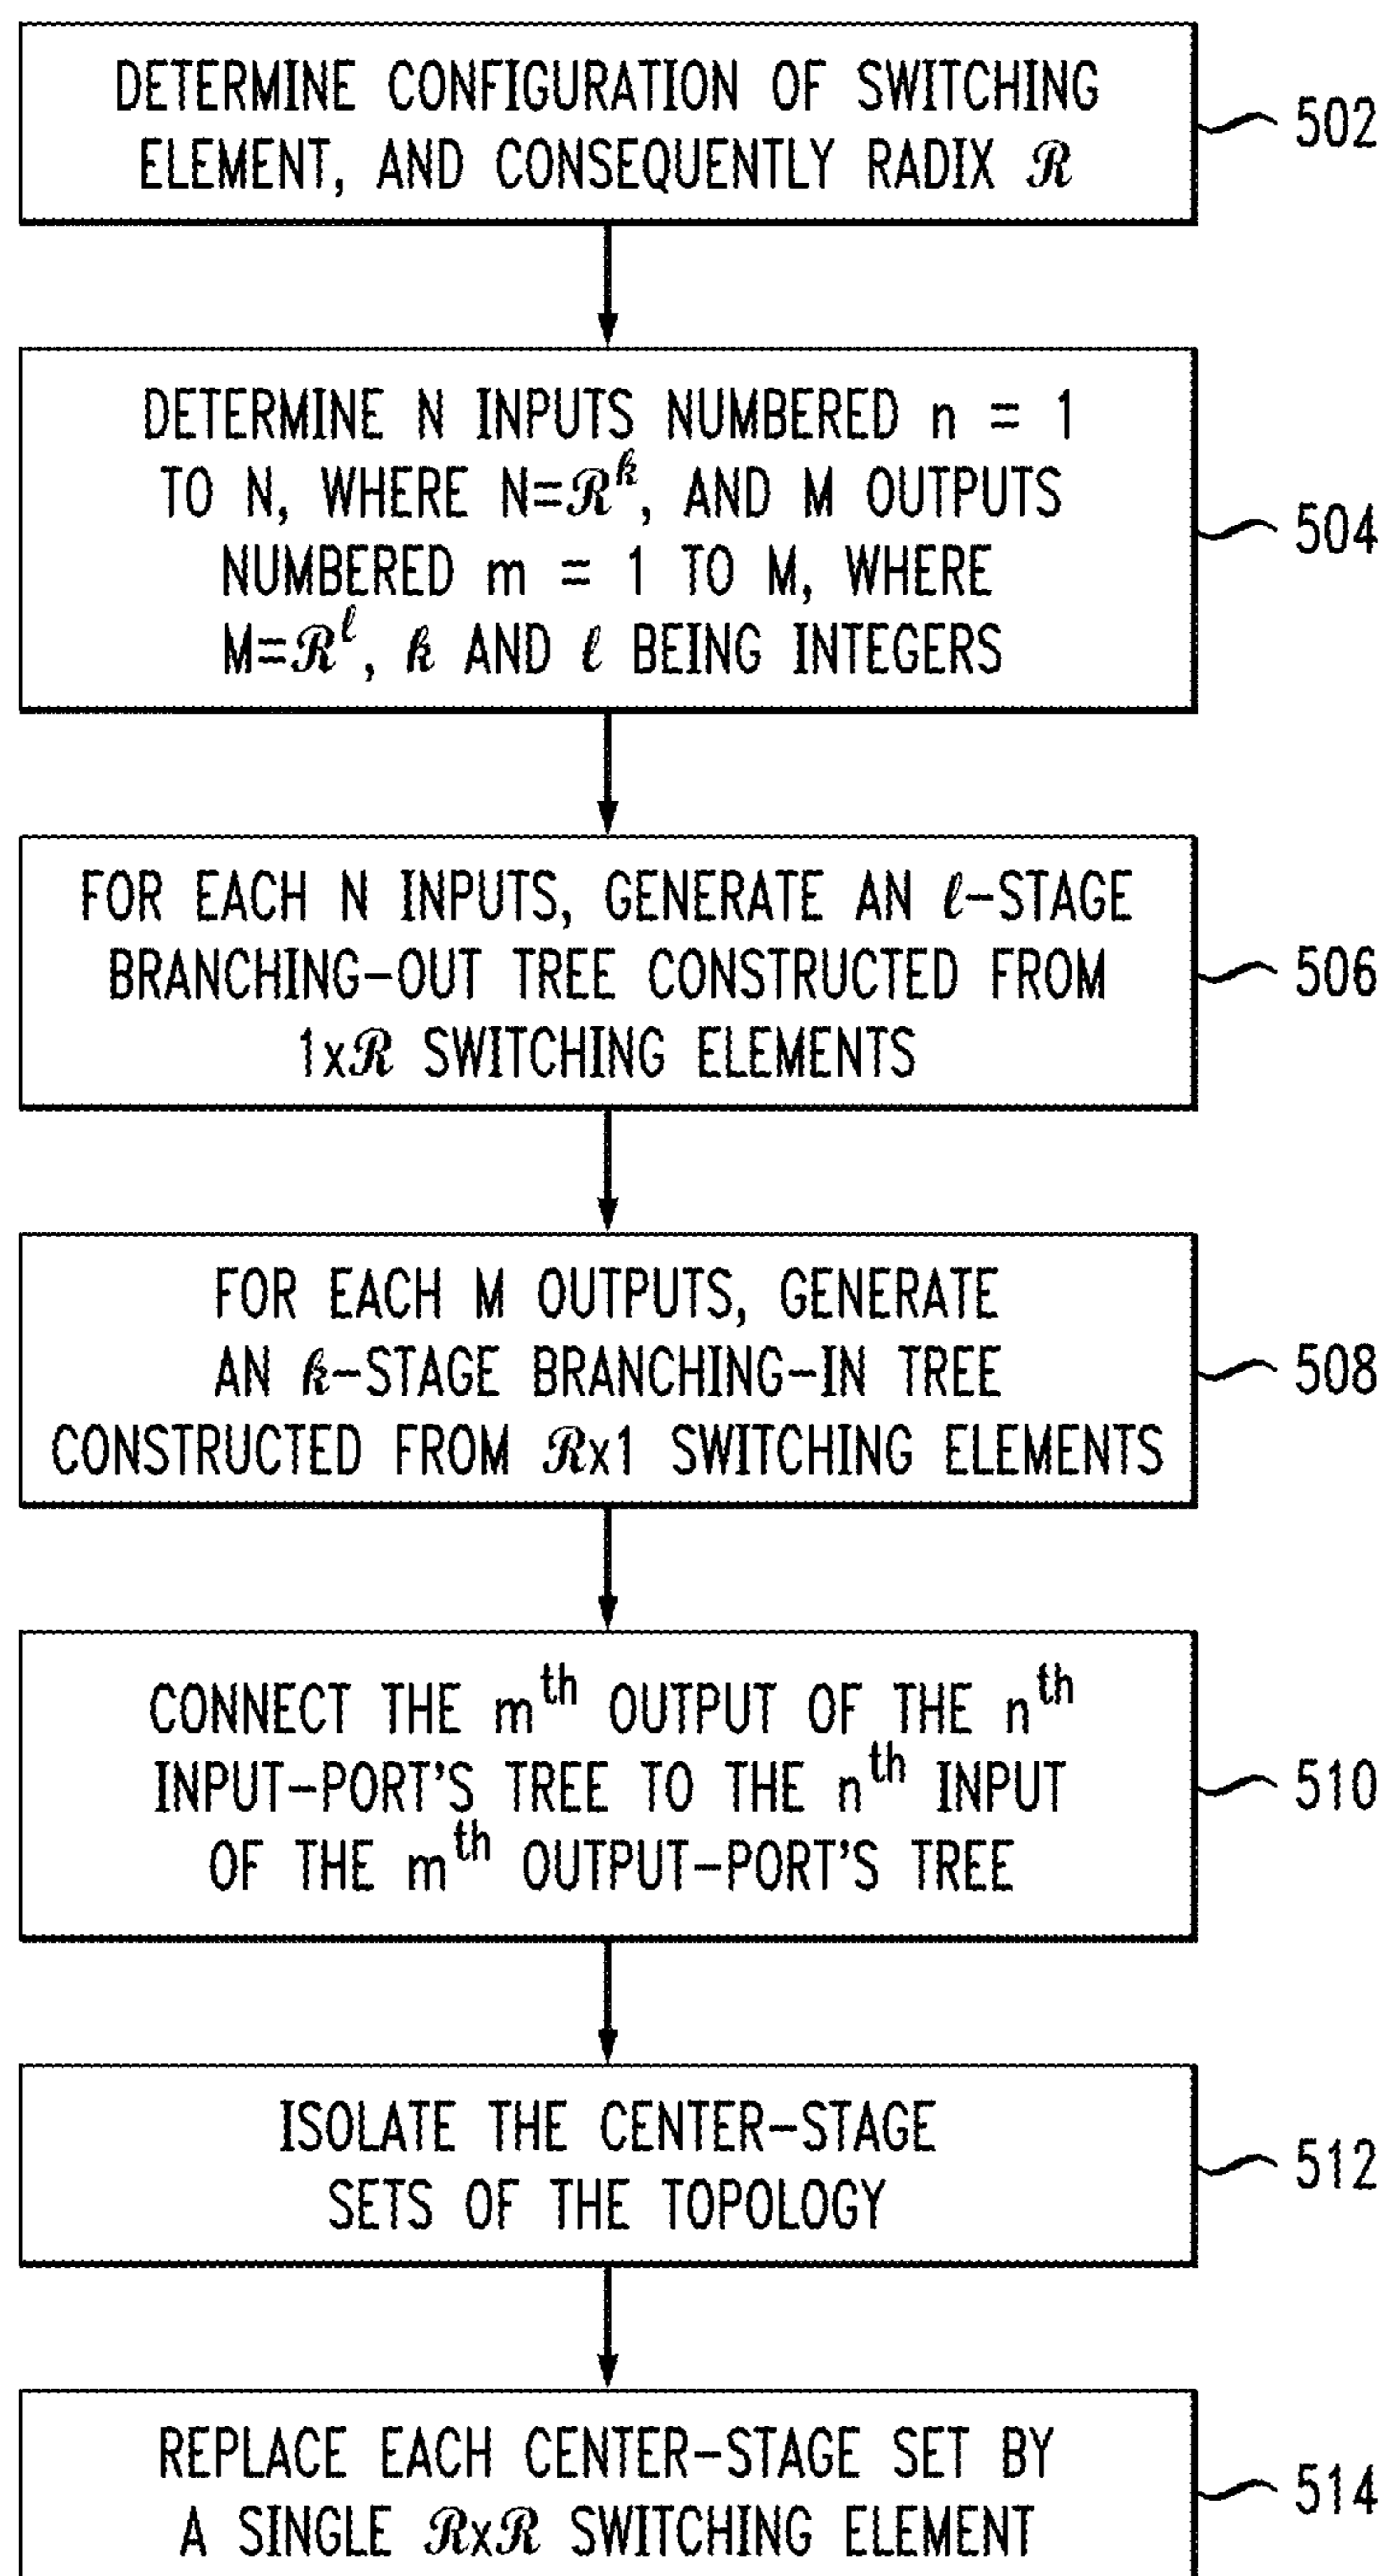 DETERMINE CONFIGURATION OF SWITCHING
ELEMENT, AND CONSEQUENTLY RADIX ℛ
502
DETERMINE N INPUTS NUMBERED n = 1
TO N, WHERE N=ℛ^k, AND M OUTPUTS
NUMBERED m = 1 TO M, WHERE
M=ℛ^ℓ, k AND ℓ BEING INTEGERS
504
FOR EACH N INPUTS, GENERATE AN ℓ-STAGE
BRANCHING-OUT TREE CONSTRUCTED FROM
1xℛ SWITCHING ELEMENTS
506
FOR EACH M OUTPUTS, GENERATE
AN k-STAGE BRANCHING-IN TREE
CONSTRUCTED FROM ℛx1 SWITCHING ELEMENTS
508
CONNECT THE m^th OUTPUT OF THE n^th
INPUT-PORT'S TREE TO THE n^th INPUT
OF THE m^th OUTPUT-PORT'S TREE
510
ISOLATE THE CENTER-STAGE
SETS OF THE TOPOLOGY
512
REPLACE EACH CENTER-STAGE SET BY
A SINGLE ℛxℛ SWITCHING ELEMENT
514